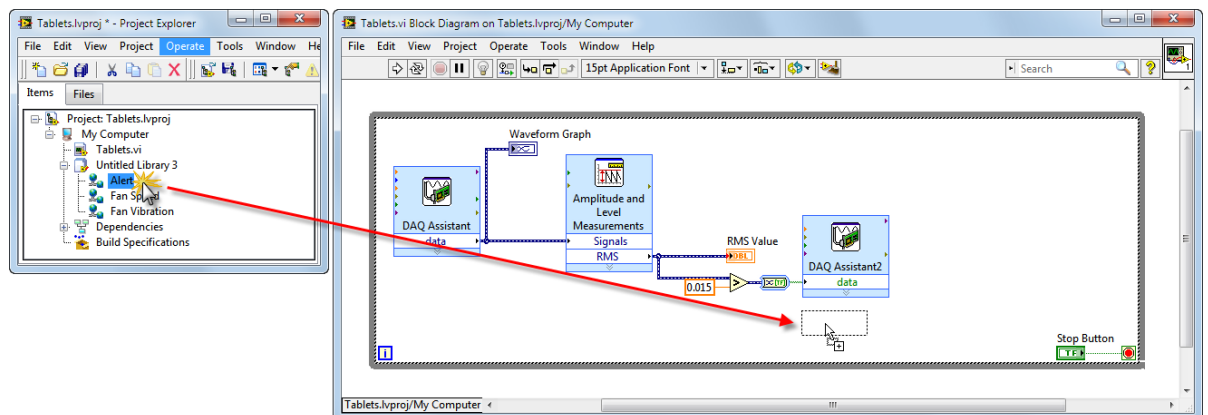 Tablets.lvproj * - Project Explorer
File Edit View Project Operate Tools Window He
Items Files
Project: Tablets.lvproj
My Computer
Tablets.vi
Untitled Library 3
Alert
Fan Sp d
Fan Vibration
Dependencies
Build Specifications
Tablets.vi Block Diagram on Tablets.lvproj/My Computer
File Edit View Project Operate Tools Window Help
15pt Application Font
Search
?
1
Waveform Graph
DAQ Assistant
data
Amplitude and
Level
Measurements
Signals
RMS
RMS Value
DBL
0.015
>
TF
DAQ Assistant2
data
i
Stop Button
TF
Tablets.lvproj/My Computer